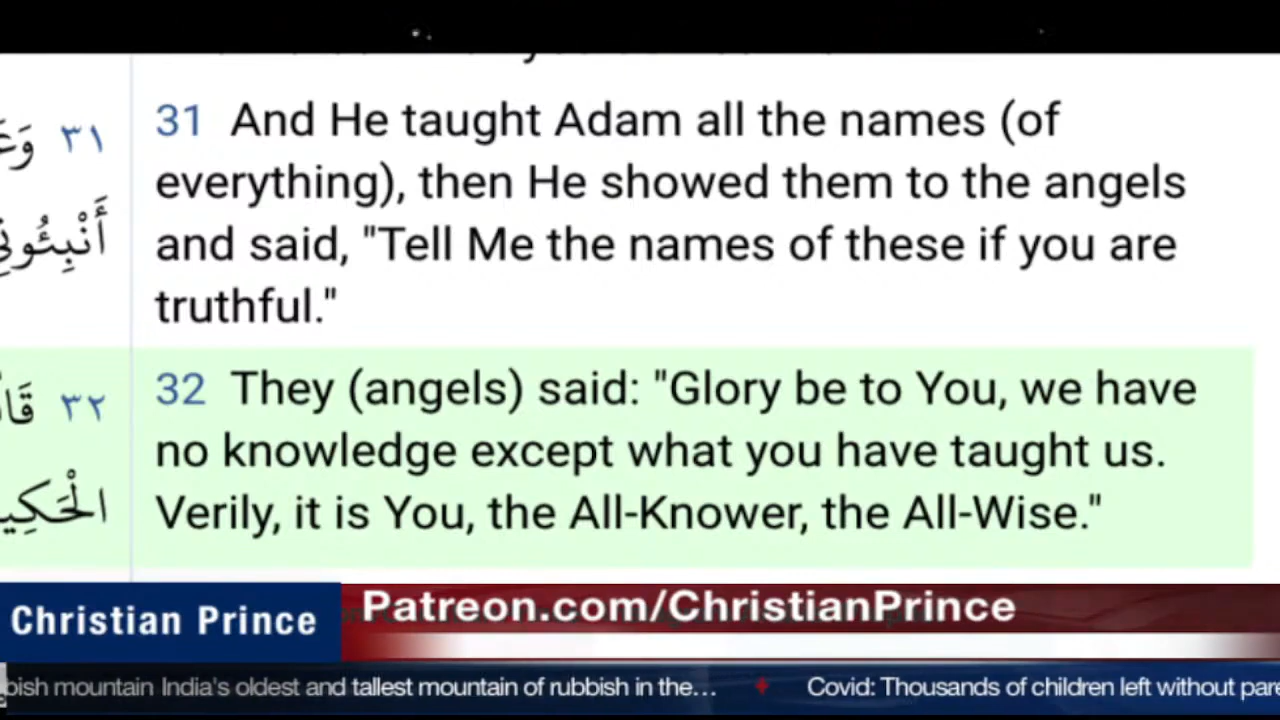 31 And He taught Adam all the names (of
everything), then He showed them to the angels
and said, "Tell Me the names of these if you are
truthful."
٣١
أَنْبِئُونِي
32 They (angels) said: "Glory be to You, we have
no knowledge except what you have taught us.
Verily, it is You, the All-Knower, the All-Wise."
٣٢
Christian Prince
Patreon.com/ChristianPrince
mountain India's oldest and tallest mountain of rubbish in the… Covid: Thousands of children left without